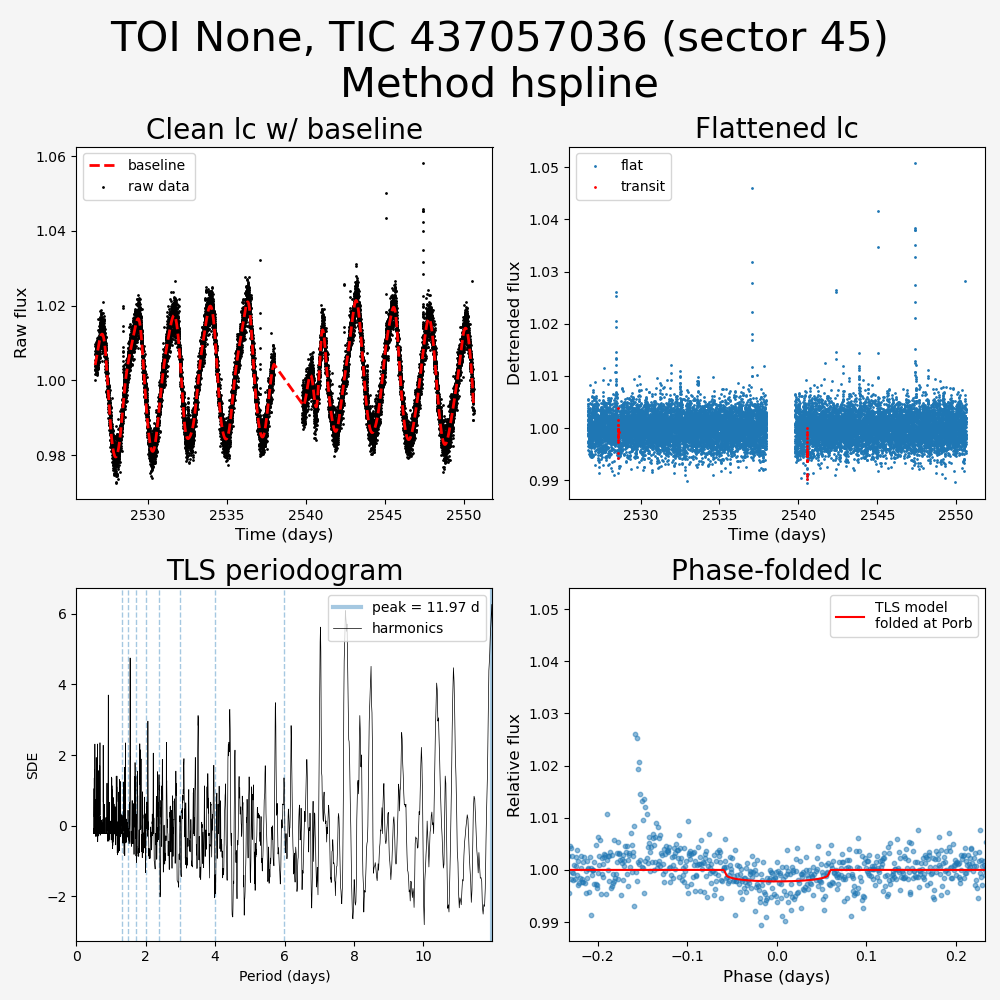 TOI None, TIC 437057036 (sector 45)
Method hspline
Clean lc w/ baseline
baseline
raw data
1.06
1.04
1.02
1.00
0.98
Raw flux
2530
2535
2540
2545
2550
Time (days)
Flattened lc
flat
transit
1.05
1.04
1.03
1.02
1.01
1.00
0.99
Detrended flux
2530
2535
2540
2545
2550
Time (days)
TLS periodogram
peak = 11.97 d
harmonics
6
4
2
0
−2
SDE
0
2
4
6
8
10
Period (days)
Phase-folded lc
TLS model
folded at Porb
1.05
1.04
1.03
1.02
1.01
1.00
0.99
Relative flux
−0.2
−0.1
0.0
0.1
0.2
Phase (days)